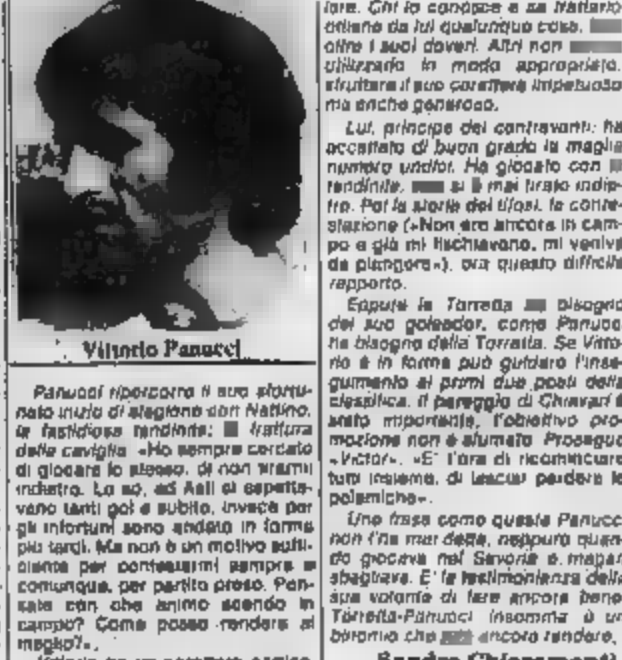 Vittorio Panucci
Panucci ripercorre il suo sfortu-
nato inizio di stagione con Nattino,
la fastidiosa tendinite, frattura
della caviglia. «Ho sempre cercato
di giocare lo stesso, di non tirarmi
indietro. Lo so, ad Asti si aspetta-
vano tanti gol e subito, invece per
gli infortuni sono andato in forma
più tardi. Ma non è un motivo suffi-
ciente per contestarmi sempre e
comunque, per partito preso. Pen-
sate con che animo scendo in
campo? Come posso rendere al
meglio?».
lare. Chi lo conosce e sa trattarlo
ottiene da lui qualunque cosa,
oltre i suoi doveri. Altri non
utilizzarlo in modo appropriato,
sfruttare il suo carattere impetuoso
ma anche generoso.
Lui, principe dei contravanti, ha
accettato di buon grado la maglia
numero undici. Ha giocato con
tendinite, si è mai tirato indie-
tro. Poi la storia dei tifosi, la conte-
stazione («Non ero ancora in cam-
po e già mi fischiavano, mi veniva
da piangere»), ora questo difficile
rapporto.
Eppure la Torretta bisogno
del suo goleador, come Panucci
ha bisogno della Torretta. Se Vitto-
rio è in forma può guidare l'inse-
guimento ai primi due posti della
classifica. Il pareggio di Chiavari è
stato importante, l'obiettivo pro-
mozione non è sfumato. Prosegue
«Victor». «E' l'ora di ricominciare
tutti insieme, di lasciar perdere le
polemiche».
Una frase come questa Panucci
non l'ha mai detta, neppure quan-
do giocava nel Savona e magari
sbagliava. E' la testimonianza della
sua volontà di fare ancora bene
Torretta-Panucci insomma è un
binomio che ancora rendere.